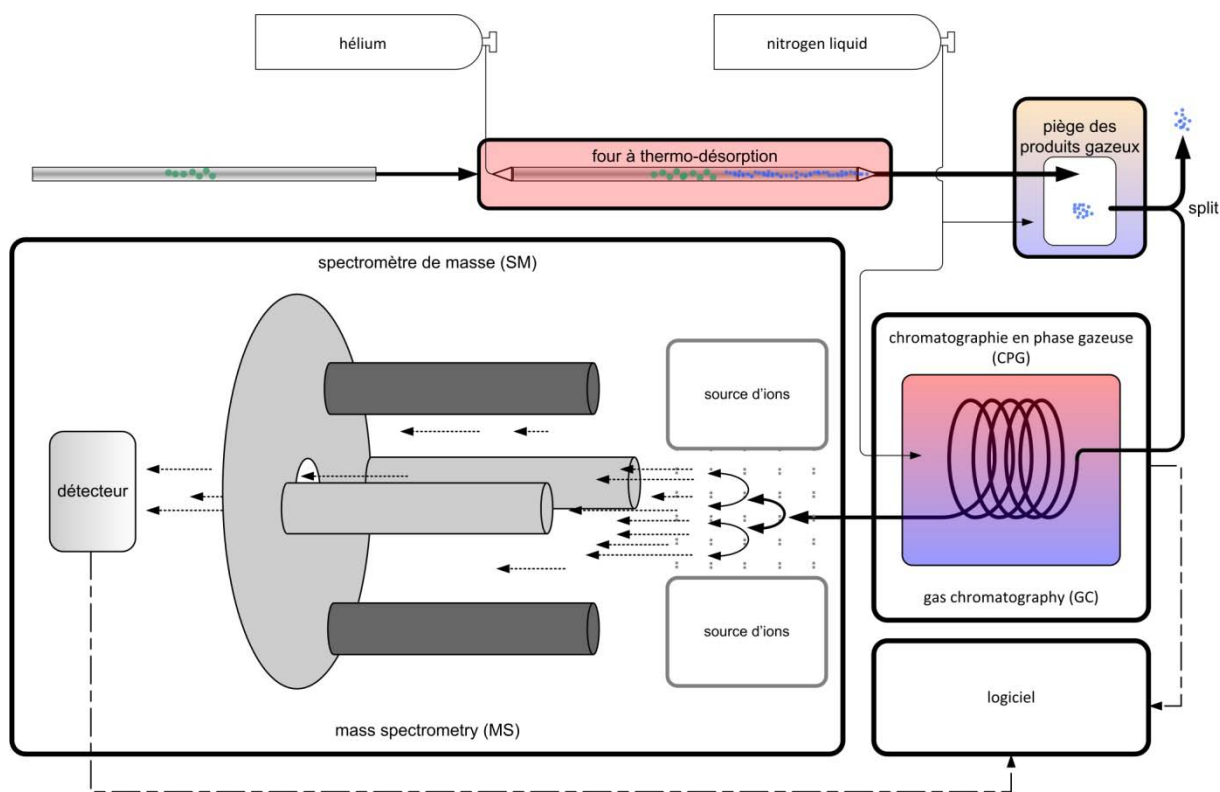 hélium
nitrogen liquid
four à thermo-désorption
piège des
produits gazeux
split
spectromètre de masse (SM)
source d'ions
détecteur
source d'ions
mass spectrometry (MS)
chromatographie en phase gazeuse
(CPG)
gas chromatography (GC)
logiciel